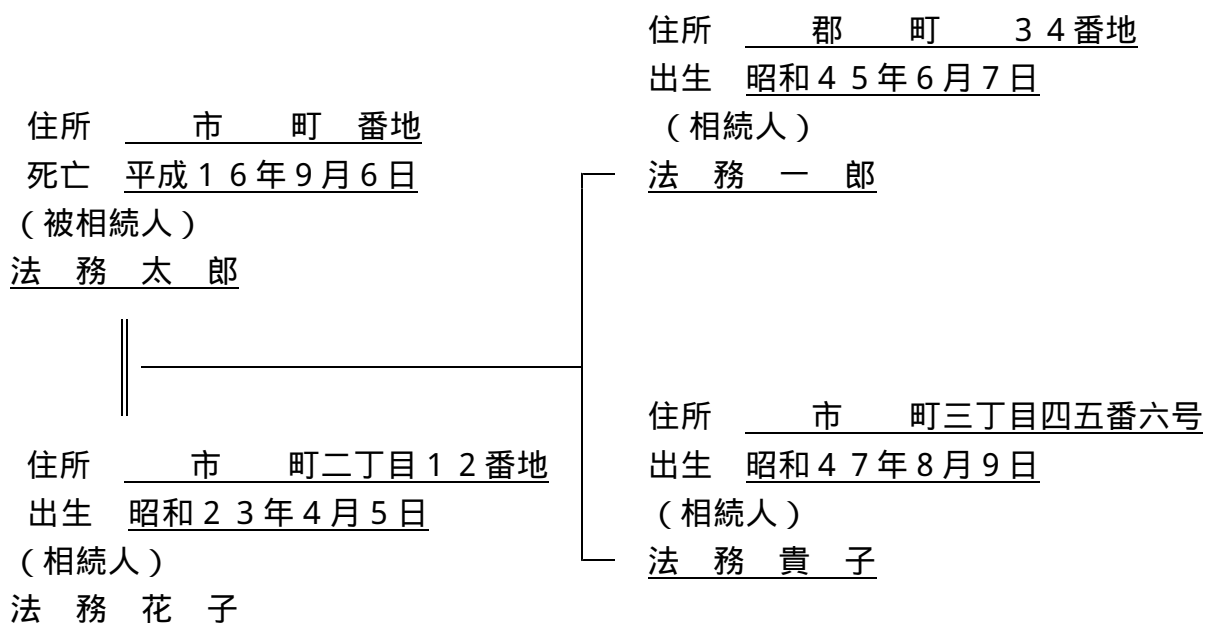 住所　　　郡　　町　　３４番地
出生　昭和４５年６月７日
（相続人）
法　務　一　郎
住所　　　市　　町　番地
死亡　平成１６年９月６日
（被相続人）
法　務　太　郎
住所　　　市　　町二丁目１２番地
出生　昭和２３年４月５日
（相続人）
法　務　花　子
住所　　　市　　町三丁目四五番六号
出生　昭和４７年８月９日
（相続人）
法　務　貴　子